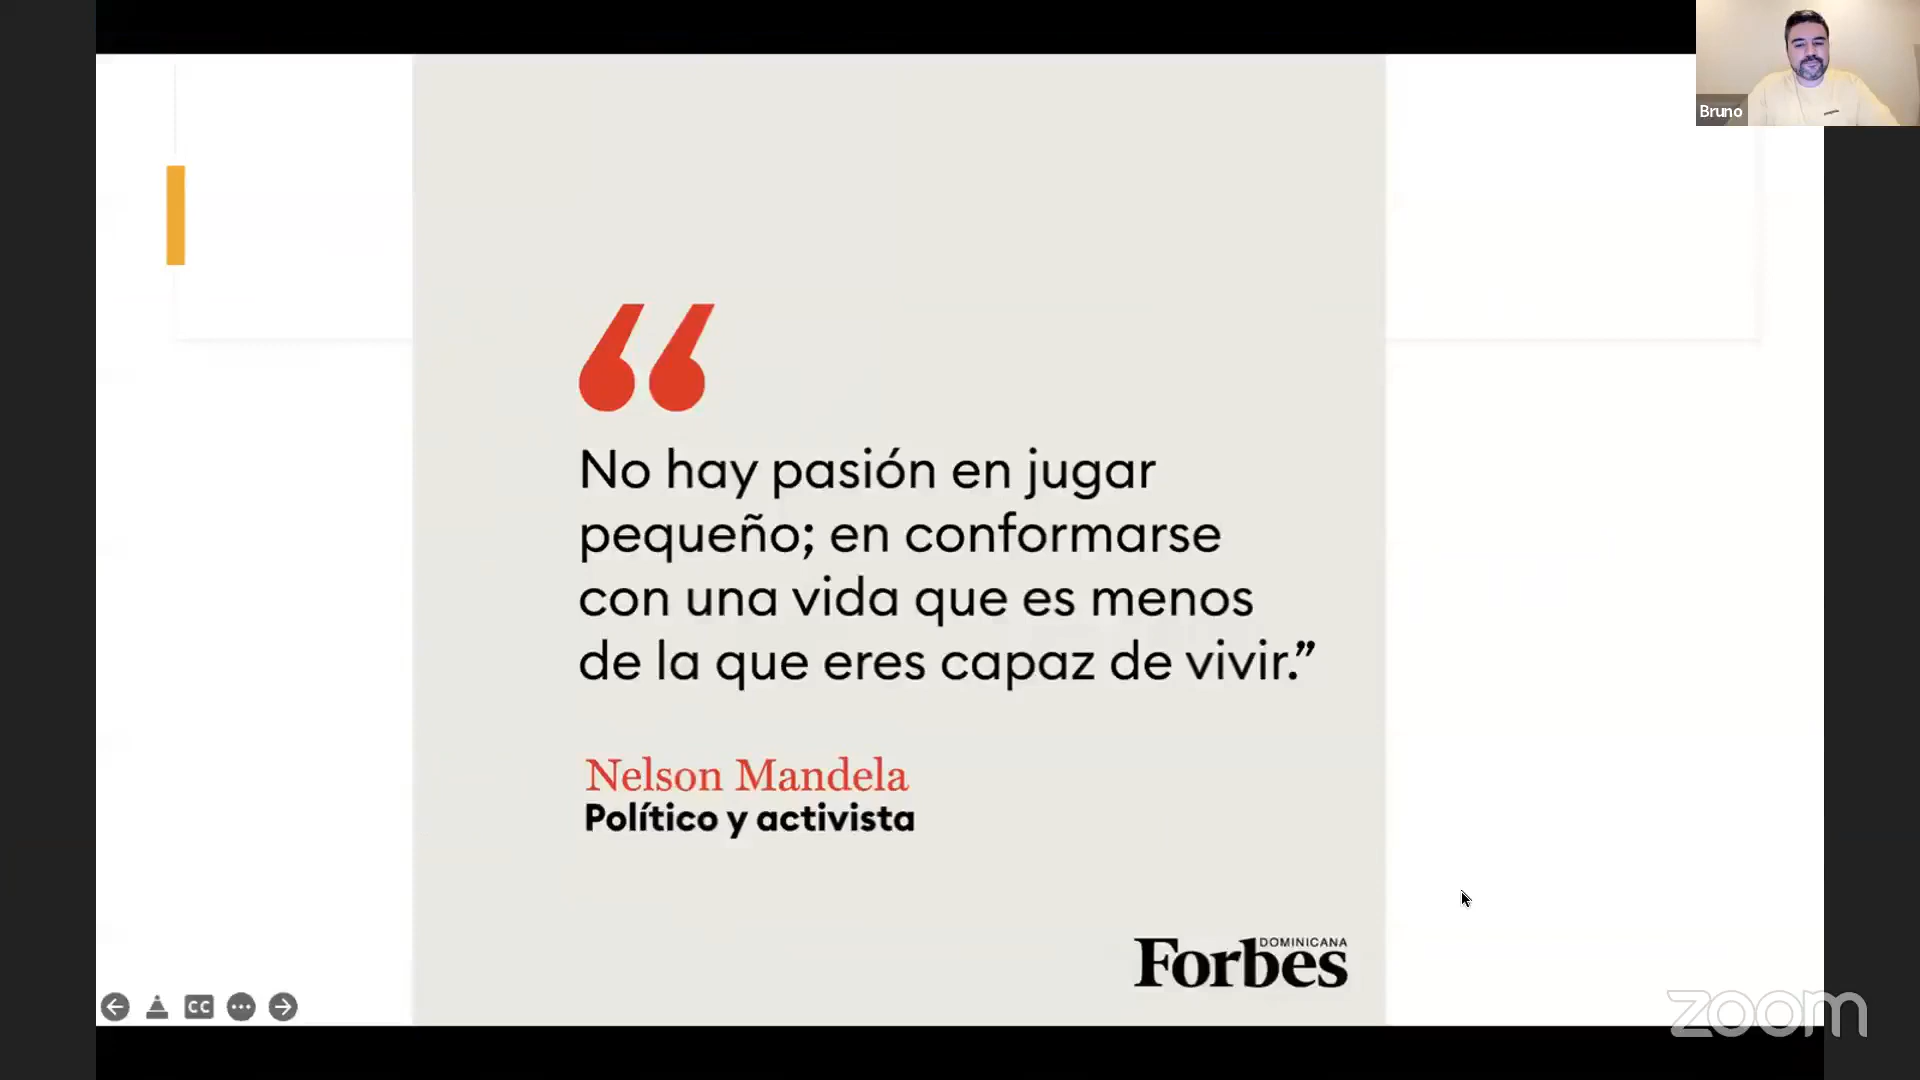 Bruno
“
No hay pasión en jugar
pequeño; en conformarse
con una vida que es menos
de la que eres capaz de vivir.”
Nelson Mandela
Político y activista
DOMINICANA
Forbes
CC
zoom